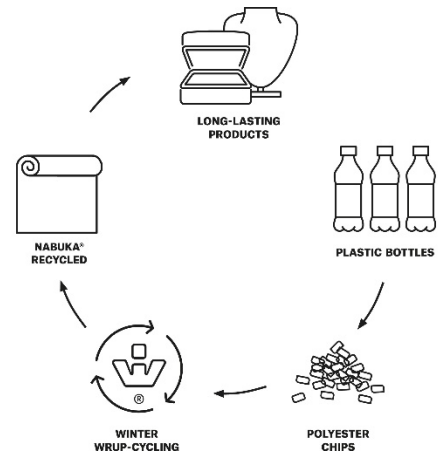 LONG-LASTING
PRODUCTS
NABUKA®
RECYCLED
PLASTIC BOTTLES
®
WINTER
WRUP-CYCLING
POLYESTER
CHIPS